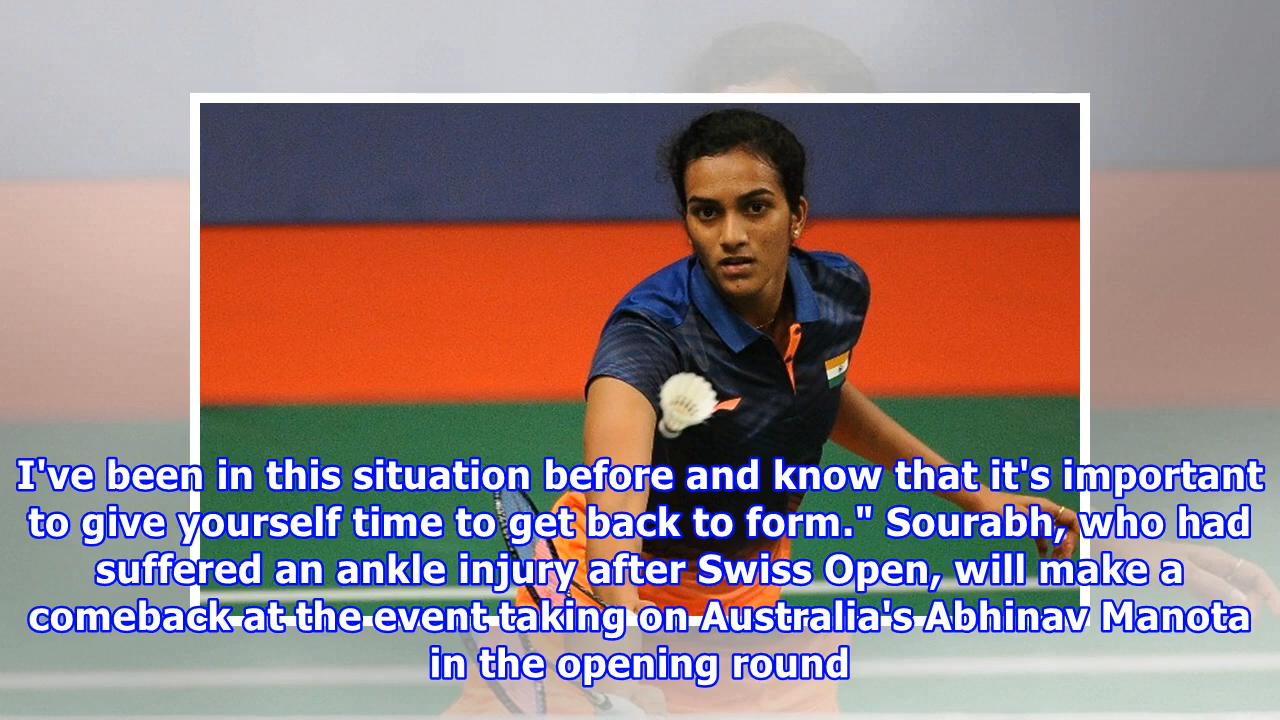 I've been in this situation before and know that it's important
to give yourself time to get back to form." Sourabh, who had
suffered an ankle injury after Swiss Open, will make a
comeback at the event taking on Australia's Abhinav Manota
in the opening round